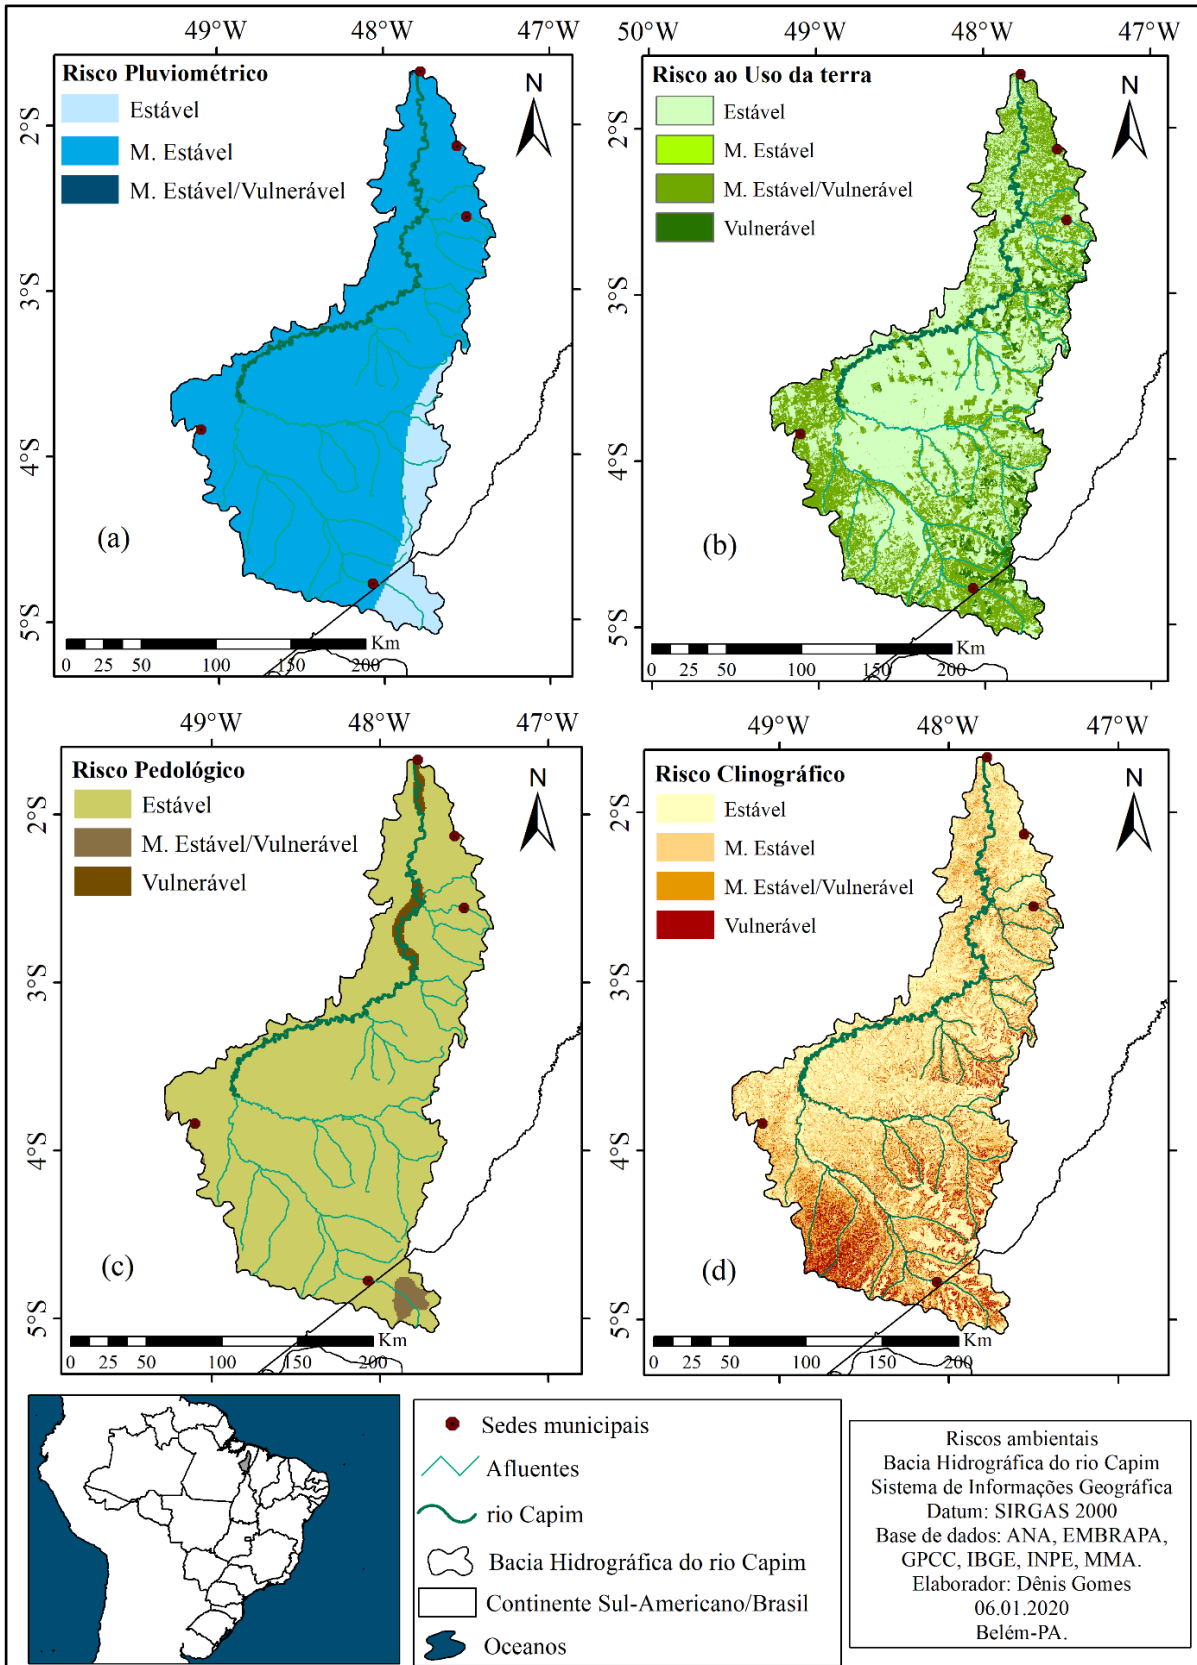 49°W 48°W 47°W
Risco Pluviométrico
Estável
M. Estável
M. Estável/Vulnerável
N
2°S
3°S
4°S
5°S
(a)
Km
0 25 50 100 150 200
50°W 49°W 48°W 47°W
Risco ao Uso da terra
Estável
M. Estável
M. Estável/Vulnerável
Vulnerável
N
2°S
3°S
4°S
5°S
(b)
Km
0 25 50 100 150 200
49°W 48°W 47°W
Risco Pedológico
Estável
M. Estável/Vulnerável
Vulnerável
N
2°S
3°S
4°S
5°S
(c)
Km
0 25 50 100 150 200
49°W 48°W 47°W
Risco Clinográfico
Estável
M. Estável
M. Estável/Vulnerável
Vulnerável
N
2°S
3°S
4°S
5°S
(d)
Km
0 25 50 100 150 200
Sedes municipais
Afluentes
rio Capim
Bacia Hidrográfica do rio Capim
Continente Sul-Americano/Brasil
Oceanos
Riscos ambientais
Bacia Hidrográfica do rio Capim
Sistema de Informações Geográfica
Datum: SIRGAS 2000
Base de dados: ANA, EMBRAPA,
GPCC, IBGE, INPE, MMA.
Elaborador: Dênis Gomes
06.01.2020
Belém-PA.